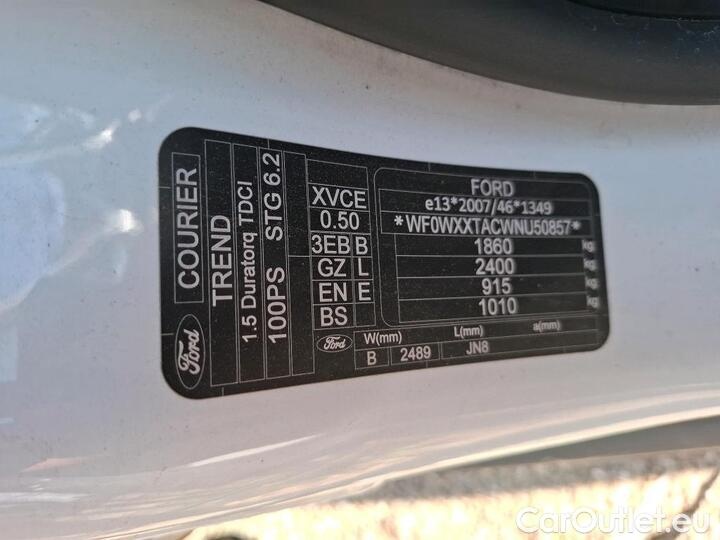 COURIER
TREND
1.5 Duratorq TDCI
100PS STG 6.2
Ford
XVCE
0.50
3EB B
GZ L
EN E
BS
FORD
e13*2007/46*1349
*WF0WXXTACWNU50857*
1860 kg
2400 kg
915 kg
1010 kg
Ford
W(mm) L(mm) a(mm)
B 2489 JN8
CarOutlet.eu